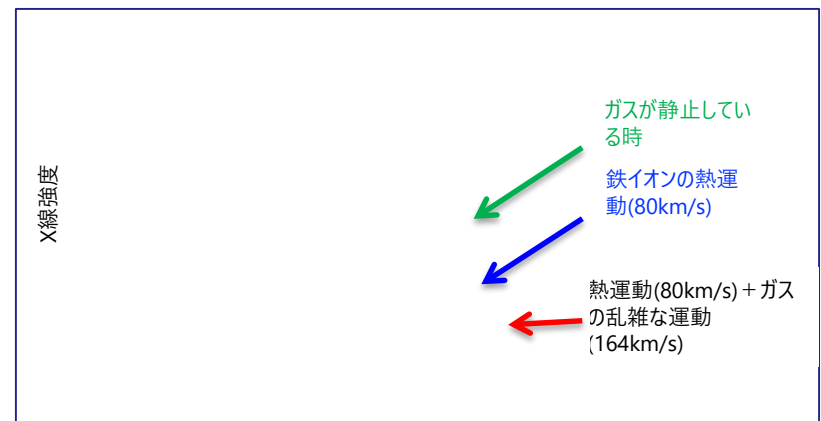 ガスが静止してい
る時
鉄イオンの熱運
動(80km/s)
X線強度
熱運動(80km/s)+ガス
の乱雑な運動
(164km/s)